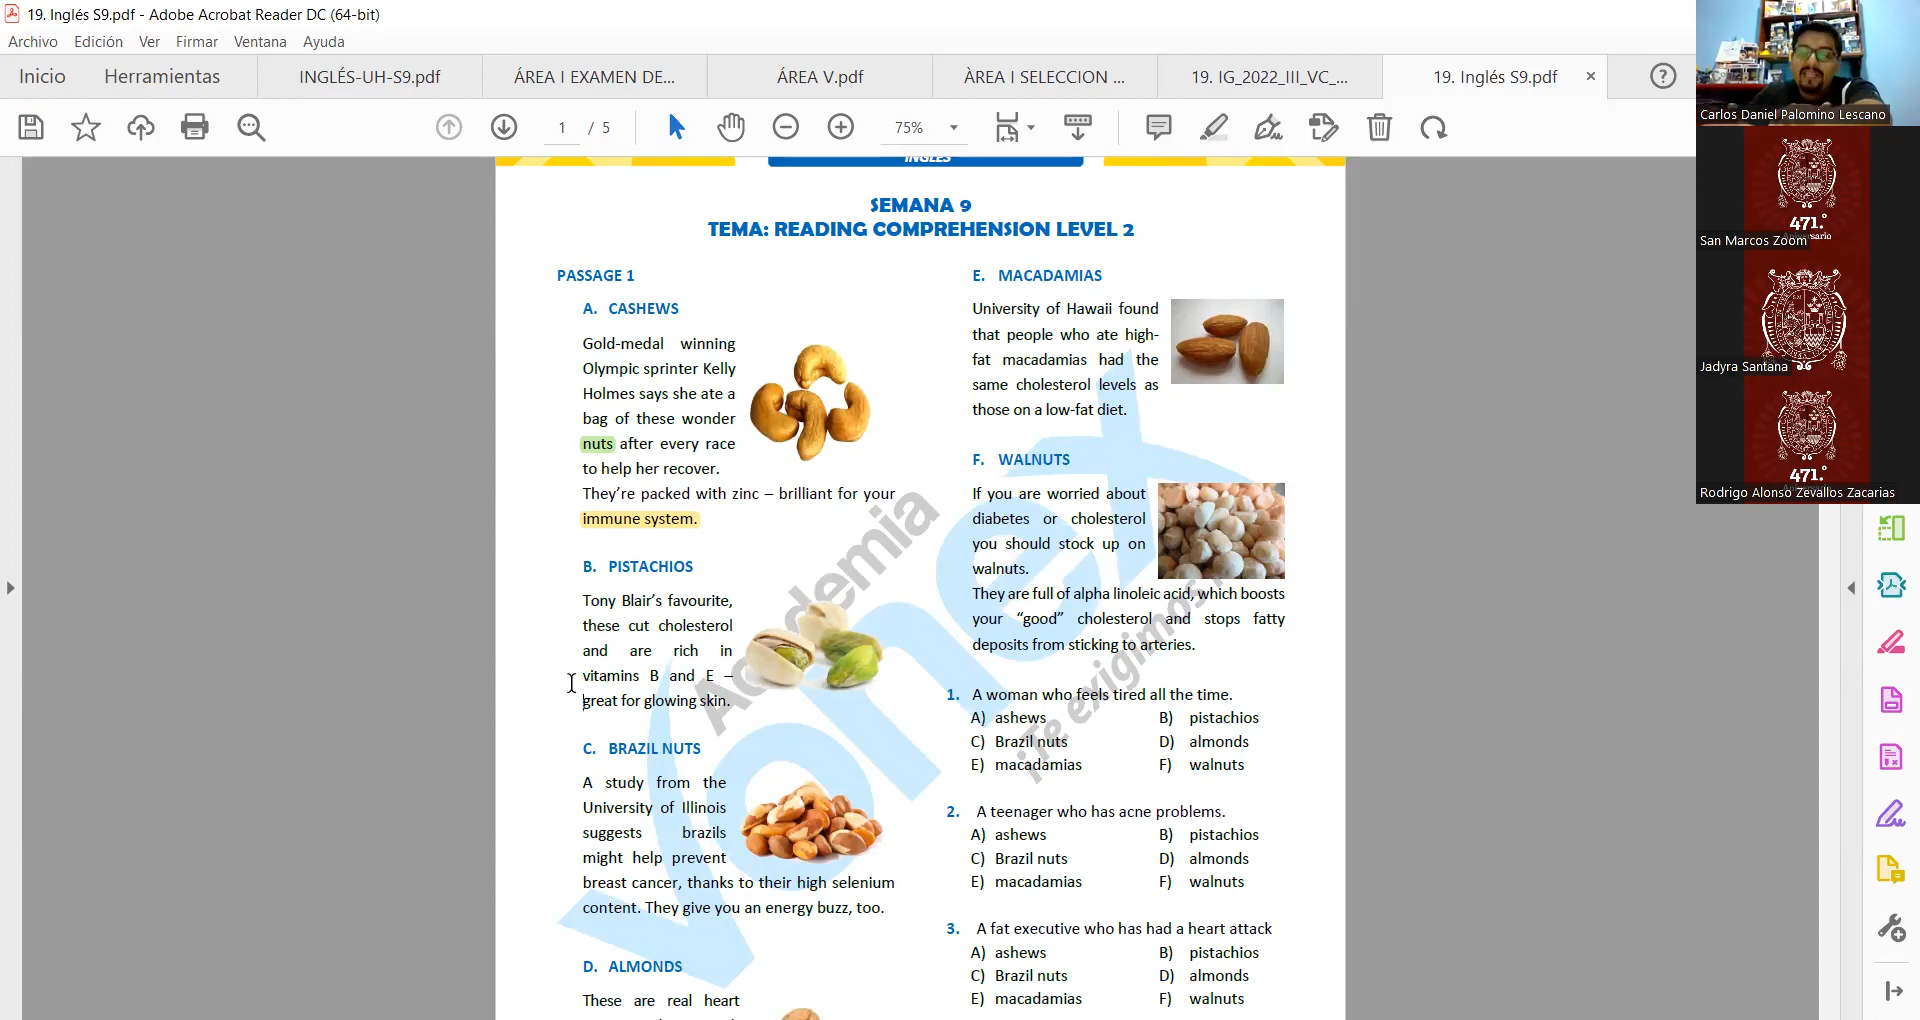 19. Inglés S9.pdf - Adobe Acrobat Reader DC (64-bit)
Archivo Edición Ver Firmar Ventana Ayuda
Inicio Herramientas INGLÉS-UH-S9.pdf ÁREA I EXAMEN DE... ÁREA V.pdf ÀREA I SELECCION ... 19. IG_2022_III_VC_... 19. Inglés S9.pdf
1 / 5 75%
INGLÉS
SEMANA 9
TEMA: READING COMPREHENSION LEVEL 2
PASSAGE 1
A. CASHEWS
Gold-medal winning
Olympic sprinter Kelly
Holmes says she ate a
bag of these wonder
nuts after every race
to help her recover.
They're packed with zinc – brilliant for your
immune system.
B. PISTACHIOS
Tony Blair's favourite,
these cut cholesterol
and are rich in
vitamins B and E –
great for glowing skin.
C. BRAZIL NUTS
A study from the
University of Illinois
suggests brazils
might help prevent
breast cancer, thanks to their high selenium
content. They give you an energy buzz, too.
D. ALMONDS
These are real heart
E. MACADAMIAS
University of Hawaii found
that people who ate high-
fat macadamias had the
same cholesterol levels as
those on a low-fat diet.
F. WALNUTS
If you are worried about
diabetes or cholesterol
you should stock up on
walnuts.
They are full of alpha linoleic acid, which boosts
your “good” cholesterol and stops fatty
deposits from sticking to arteries.
1. A woman who feels tired all the time.
A) ashews B) pistachios
C) Brazil nuts D) almonds
E) macadamias F) walnuts
2. A teenager who has acne problems.
A) ashews B) pistachios
C) Brazil nuts D) almonds
E) macadamias F) walnuts
3. A fat executive who has had a heart attack
A) ashews B) pistachios
C) Brazil nuts D) almonds
E) macadamias F) walnuts
Academia
Vonex
¡Te exigimos
Carlos Daniel Palomino Lescano
471.°
San Marcos Zoom
Jadyra Santana
471.°
Rodrigo Alonso Zevallos Zacarias